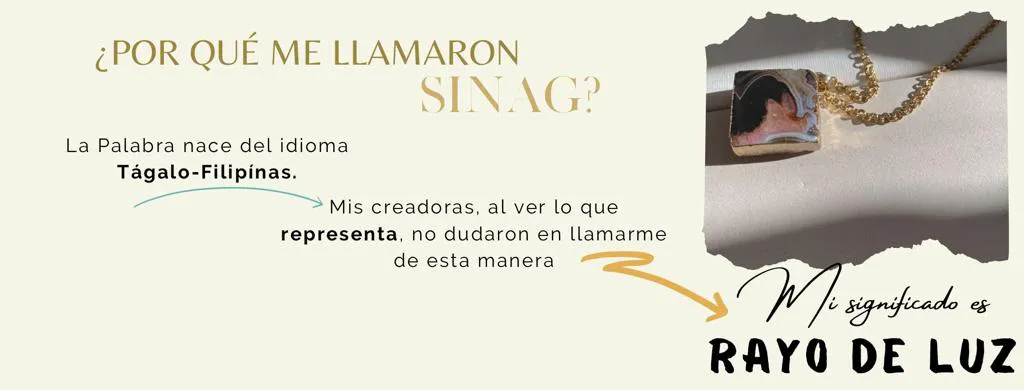 ¿POR QUÉ ME LLAMARON
SINAG?
La Palabra nace del idioma
Tágalo-Filipínas.
Mis creadoras, al ver lo que
representa, no dudaron en llamarme
de esta manera
Mi significado es
RAYO DE LUZ